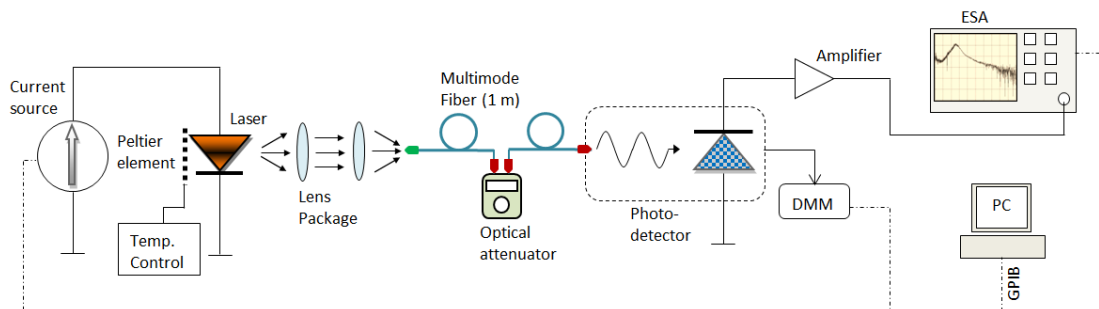 ESA
Amplifier
Multimode
Fiber (1 m)
Current
source
Laser
Peltier
element
Lens
Package
Optical
attenuator
Photo-
detector
DMM
PC
Temp.
Control
GPIB